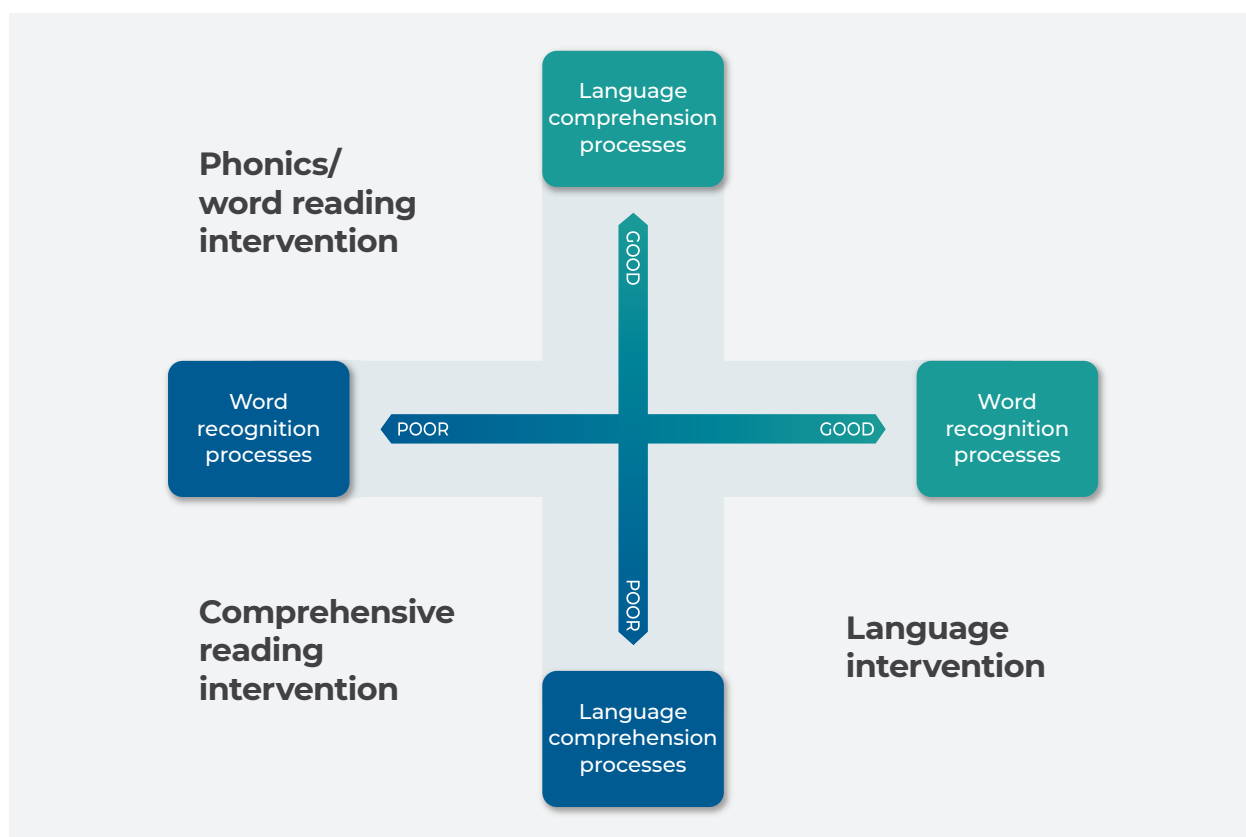 Language
comprehension
processes
Phonics/
word reading
intervention
GOOD
Word
recognition
processes
POOR
GOOD
Word
recognition
processes
POOR
Comprehensive
reading
intervention
Language
intervention
Language
comprehension
processes